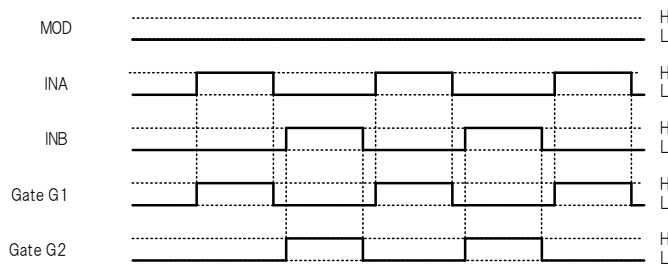 MOD H
L
INA H
L
INB H
L
Gate G1 H
L
Gate G2 H
L